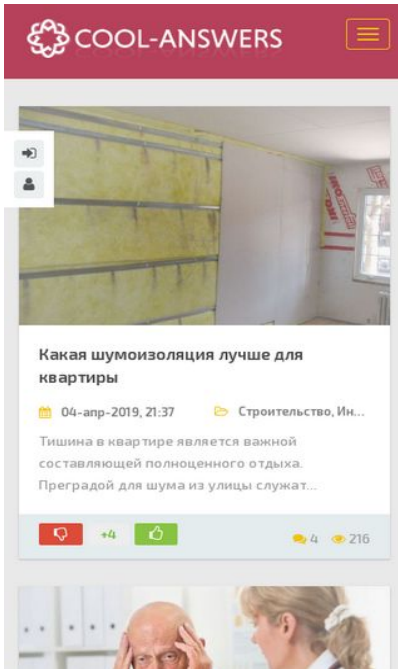 COOL-ANSWERS
Какая шумоизоляция лучше для
квартиры
04-апр-2019, 21:37
Строительство, Ин...
Тишина в квартире является важной
составляющей полноценного отдыха.
Преградой для шума из улицы служат...
+4
4
216